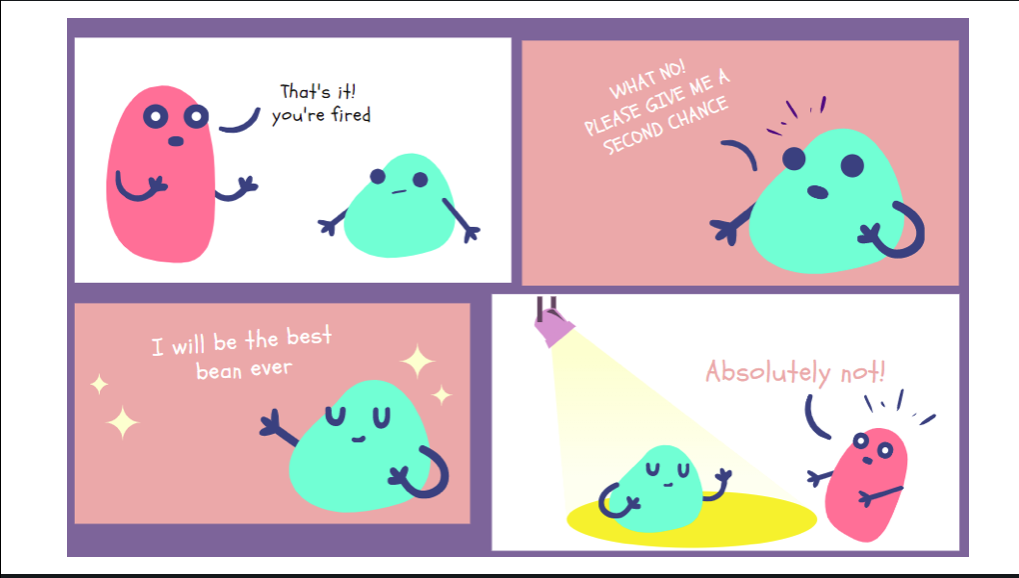 That's it!
you're fired
WHAT NO!
PLEASE GIVE ME A
SECOND CHANCE
I will be the best
bean ever
Absolutely not!